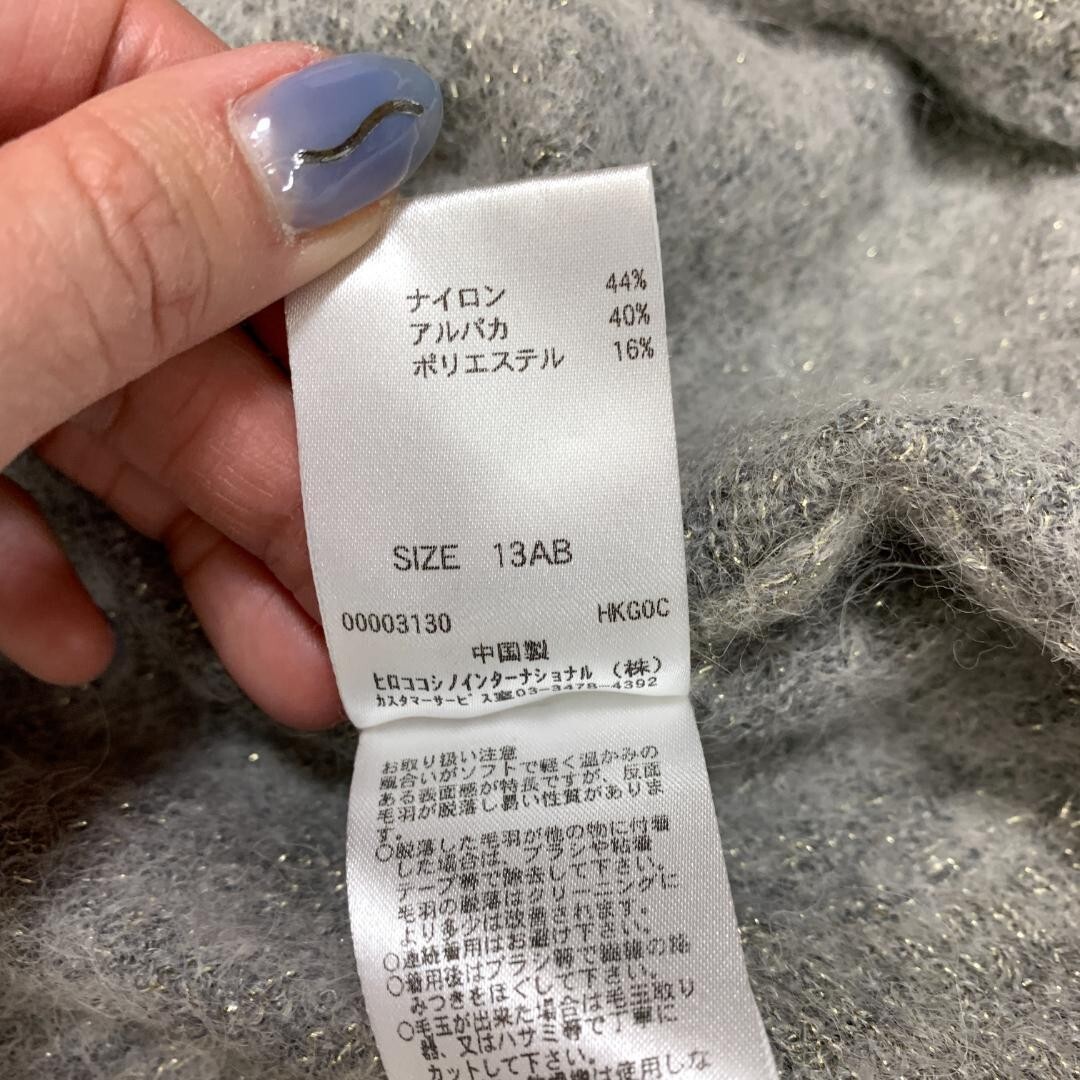 ナイロン 44%
アルパカ 40%
ポリエステル 16%
SIZE 13AB
00003130 HKGOC
中国製
ヒロココシノインターナショナル (株)
カスタマーサービス室03-3478-4392
お取り扱い注意
風合いがソフトで軽く温かみの
ある表面感が特長ですが、反面
毛羽が脱落し易い性質がありま
す。
○脱落した毛羽が他の物に付着
した場合は、ブラシや粘着
テープ等で除去して下さい。
毛羽の脱落はクリーニングに
より多少は改善されます。
○連続着用はお避け下さい。
○着用後はブラシ等で繊維の絡
みつきをほぐして下さい。
○毛玉が出来た場合は毛玉取り
器、又はハサミ等で丁寧に
カットして下さい。
は使用しな